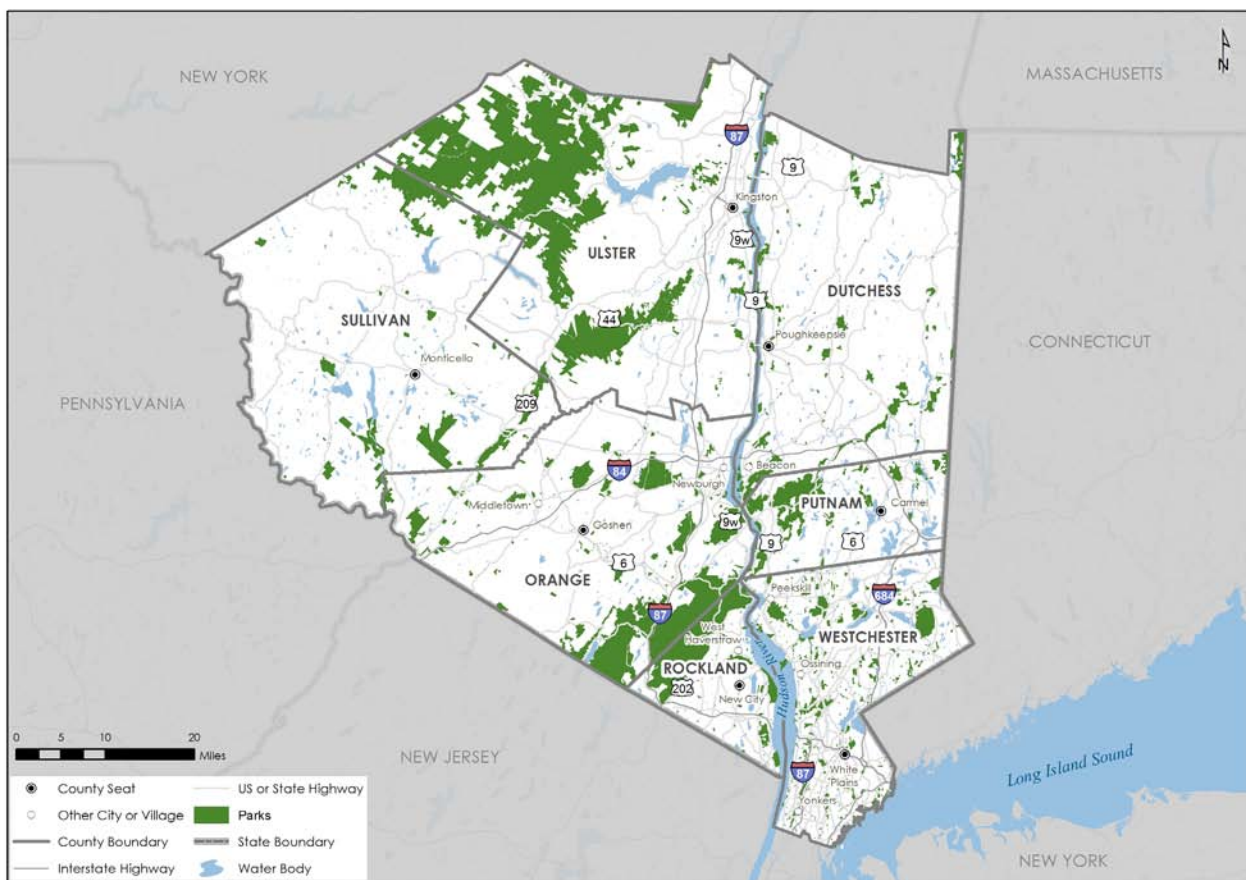 NEW YORK
MASSACHUSETTS
N
87
9
Kingston
9w
ULSTER
DUTCHESS
9
44
SULLIVAN
Poughkeepsie
CONNECTICUT
Monticello
PENNSYLVANIA
209
84
Beacon
Newburgh
Middletown
PUTNAM
Carmel
Goshen
9w
9
6
6
ORANGE
Peekskill
684
87
West
Haverstraw
WESTCHESTER
ROCKLAND
Ossining
202
New City
Hudson River
0 5 10 20
Miles
NEW JERSEY
Long Island Sound
87
White
Plains
Yonkers
County Seat
US or State Highway
Other City or Village
Parks
County Boundary
State Boundary
Interstate Highway
Water Body
NEW YORK